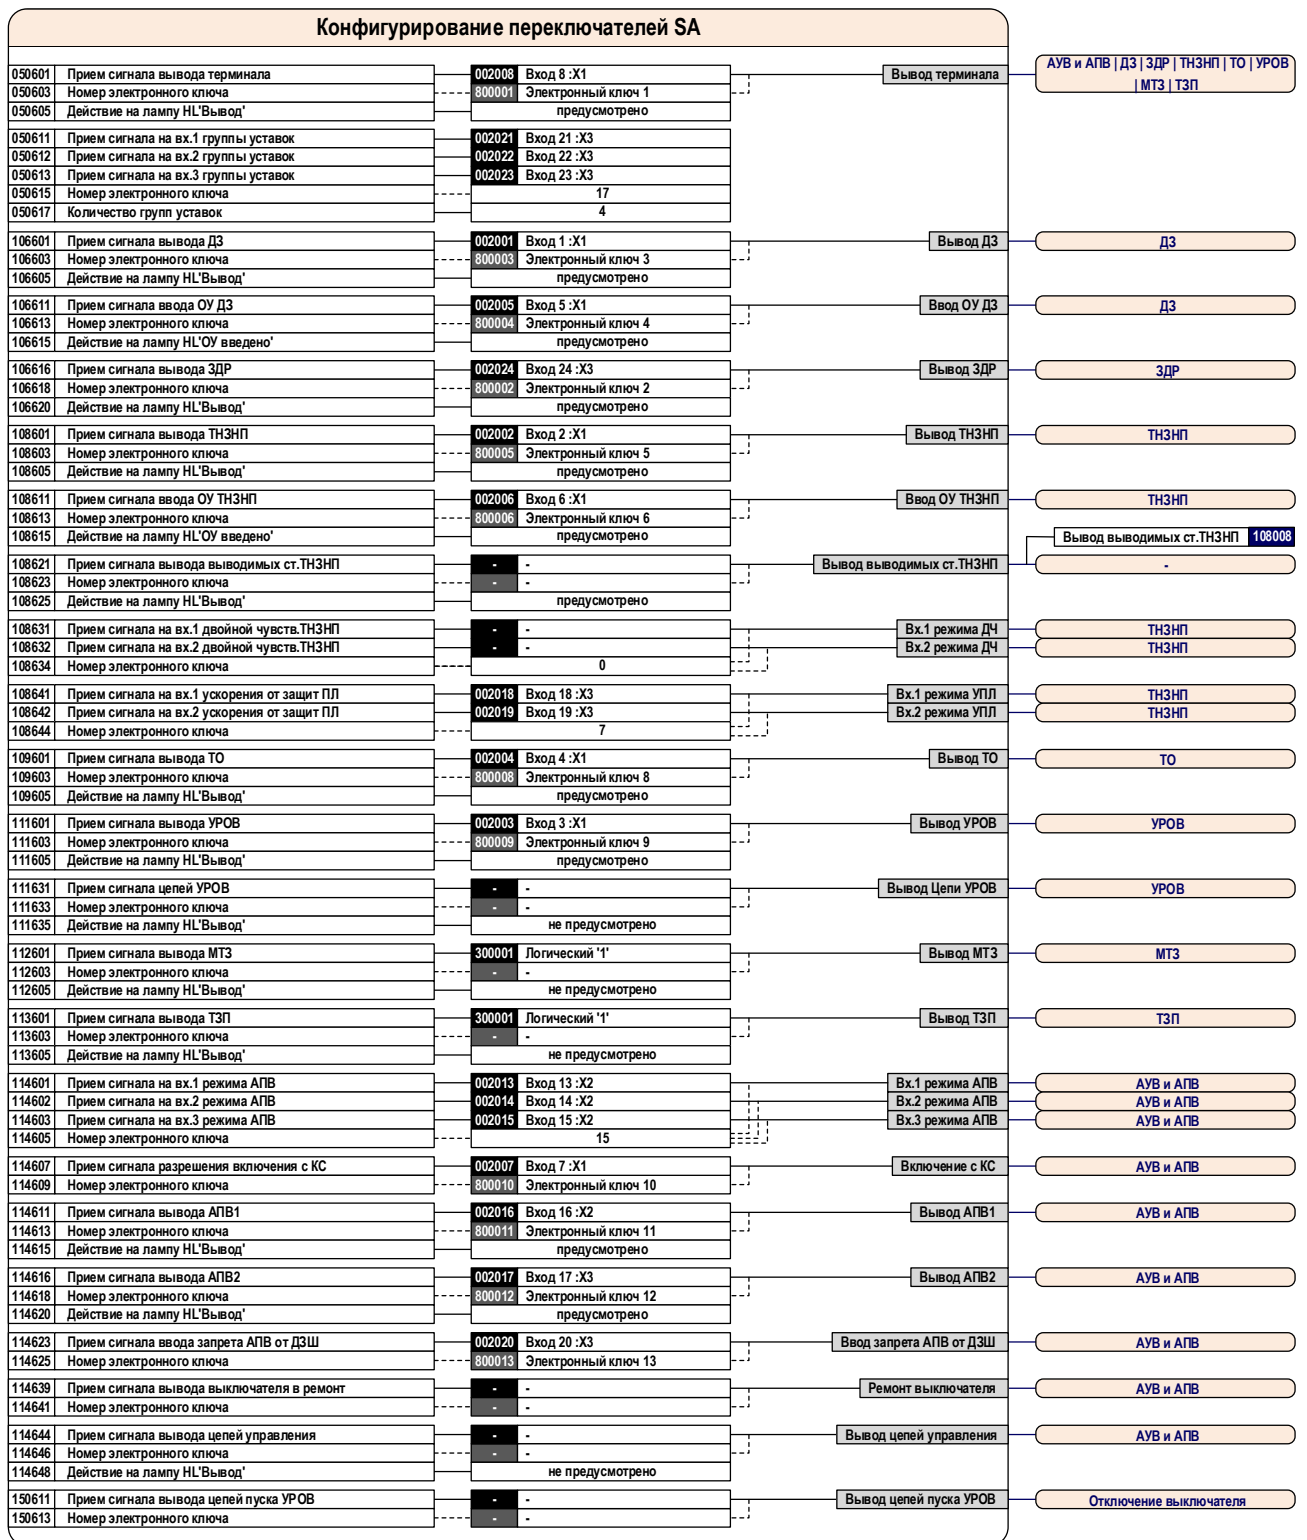 Конфигурирование переключателей SA
050601 Прием сигнала вывода терминала 002008 Вход 8 :X1 Вывод терминала АУВ и АПВ | ДЗ | ЗДР | ТНЗНП | ТО | УРОВ
050603 Номер электронного ключа 800001 Электронный ключ 1 | МТЗ | ТЗП
050605 Действие на лампу HL'Вывод' предусмотрено
050611 Прием сигнала на вх.1 группы уставок 002021 Вход 21 :X3
050612 Прием сигнала на вх.2 группы уставок 002022 Вход 22 :X3
050613 Прием сигнала на вх.3 группы уставок 002023 Вход 23 :X3
050615 Номер электронного ключа 17
050617 Количество групп уставок 4
106601 Прием сигнала вывода ДЗ 002001 Вход 1 :X1 Вывод ДЗ ДЗ
106603 Номер электронного ключа 800003 Электронный ключ 3
106605 Действие на лампу HL'Вывод' предусмотрено
106611 Прием сигнала ввода ОУ ДЗ 002005 Вход 5 :X1 Ввод ОУ ДЗ ДЗ
106613 Номер электронного ключа 800004 Электронный ключ 4
106615 Действие на лампу HL'ОУ введено' предусмотрено
106616 Прием сигнала вывода ЗДР 002024 Вход 24 :X3 Вывод ЗДР ЗДР
106618 Номер электронного ключа 800002 Электронный ключ 2
106620 Действие на лампу HL'Вывод' предусмотрено
108601 Прием сигнала вывода ТНЗНП 002002 Вход 2 :X1 Вывод ТНЗНП ТНЗНП
108603 Номер электронного ключа 800005 Электронный ключ 5
108605 Действие на лампу HL'Вывод' предусмотрено
108611 Прием сигнала ввода ОУ ТНЗНП 002006 Вход 6 :X1 Ввод ОУ ТНЗНП ТНЗНП
108613 Номер электронного ключа 800006 Электронный ключ 6
108615 Действие на лампу HL'ОУ введено' предусмотрено Вывод выводимых ст.ТНЗНП 108008
108621 Прием сигнала вывода выводимых ст.ТНЗНП - - Вывод выводимых ст.ТНЗНП -
108623 Номер электронного ключа - -
108625 Действие на лампу HL'Вывод' предусмотрено
108631 Прием сигнала на вх.1 двойной чувств.ТНЗНП - - Вх.1 режима ДЧ ТНЗНП
108632 Прием сигнала на вх.2 двойной чувств.ТНЗНП - - Вх.2 режима ДЧ ТНЗНП
108634 Номер электронного ключа 0
108641 Прием сигнала на вх.1 ускорения от защит ПЛ 002018 Вход 18 :X3 Вх.1 режима УПЛ ТНЗНП
108642 Прием сигнала на вх.2 ускорения от защит ПЛ 002019 Вход 19 :X3 Вх.2 режима УПЛ ТНЗНП
108644 Номер электронного ключа 7
109601 Прием сигнала вывода ТО 002004 Вход 4 :X1 Вывод ТО ТО
109603 Номер электронного ключа 800008 Электронный ключ 8
109605 Действие на лампу HL'Вывод' предусмотрено
111601 Прием сигнала вывода УРОВ 002003 Вход 3 :X1 Вывод УРОВ УРОВ
111603 Номер электронного ключа 800009 Электронный ключ 9
111605 Действие на лампу HL'Вывод' предусмотрено
111631 Прием сигнала цепей УРОВ - - Вывод Цепи УРОВ УРОВ
111633 Номер электронного ключа - -
111635 Действие на лампу HL'Вывод' не предусмотрено
112601 Прием сигнала вывода МТЗ 300001 Логический '1' Вывод МТЗ МТЗ
112603 Номер электронного ключа - -
112605 Действие на лампу HL'Вывод' не предусмотрено
113601 Прием сигнала вывода ТЗП 300001 Логический '1' Вывод ТЗП ТЗП
113603 Номер электронного ключа - -
113605 Действие на лампу HL'Вывод' не предусмотрено
114601 Прием сигнала на вх.1 режима АПВ 002013 Вход 13 :X2 Вх.1 режима АПВ АУВ и АПВ
114602 Прием сигнала на вх.2 режима АПВ 002014 Вход 14 :X2 Вх.2 режима АПВ АУВ и АПВ
114603 Прием сигнала на вх.3 режима АПВ 002015 Вход 15 :X2 Вх.3 режима АПВ АУВ и АПВ
114605 Номер электронного ключа 15
114607 Прием сигнала разрешения включения с КС 002007 Вход 7 :X1 Включение с КС АУВ и АПВ
114609 Номер электронного ключа 800010 Электронный ключ 10
114611 Прием сигнала вывода АПВ1 002016 Вход 16 :X2 Вывод АПВ1 АУВ и АПВ
114613 Номер электронного ключа 800011 Электронный ключ 11
114615 Действие на лампу HL'Вывод' предусмотрено
114616 Прием сигнала вывода АПВ2 002017 Вход 17 :X3 Вывод АПВ2 АУВ и АПВ
114618 Номер электронного ключа 800012 Электронный ключ 12
114620 Действие на лампу HL'Вывод' предусмотрено
114623 Прием сигнала ввода запрета АПВ от ДЗШ 002020 Вход 20 :X3 Ввод запрета АПВ от ДЗШ АУВ и АПВ
114625 Номер электронного ключа 800013 Электронный ключ 13
114639 Прием сигнала вывода выключателя в ремонт - - Ремонт выключателя АУВ и АПВ
114641 Номер электронного ключа - -
114644 Прием сигнала вывода цепей управления - - Вывод цепей управления АУВ и АПВ
114646 Номер электронного ключа - -
114648 Действие на лампу HL'Вывод' не предусмотрено
150611 Прием сигнала вывода цепей пуска УРОВ - - Вывод цепей пуска УРОВ Отключение выключателя
150613 Номер электронного ключа - -